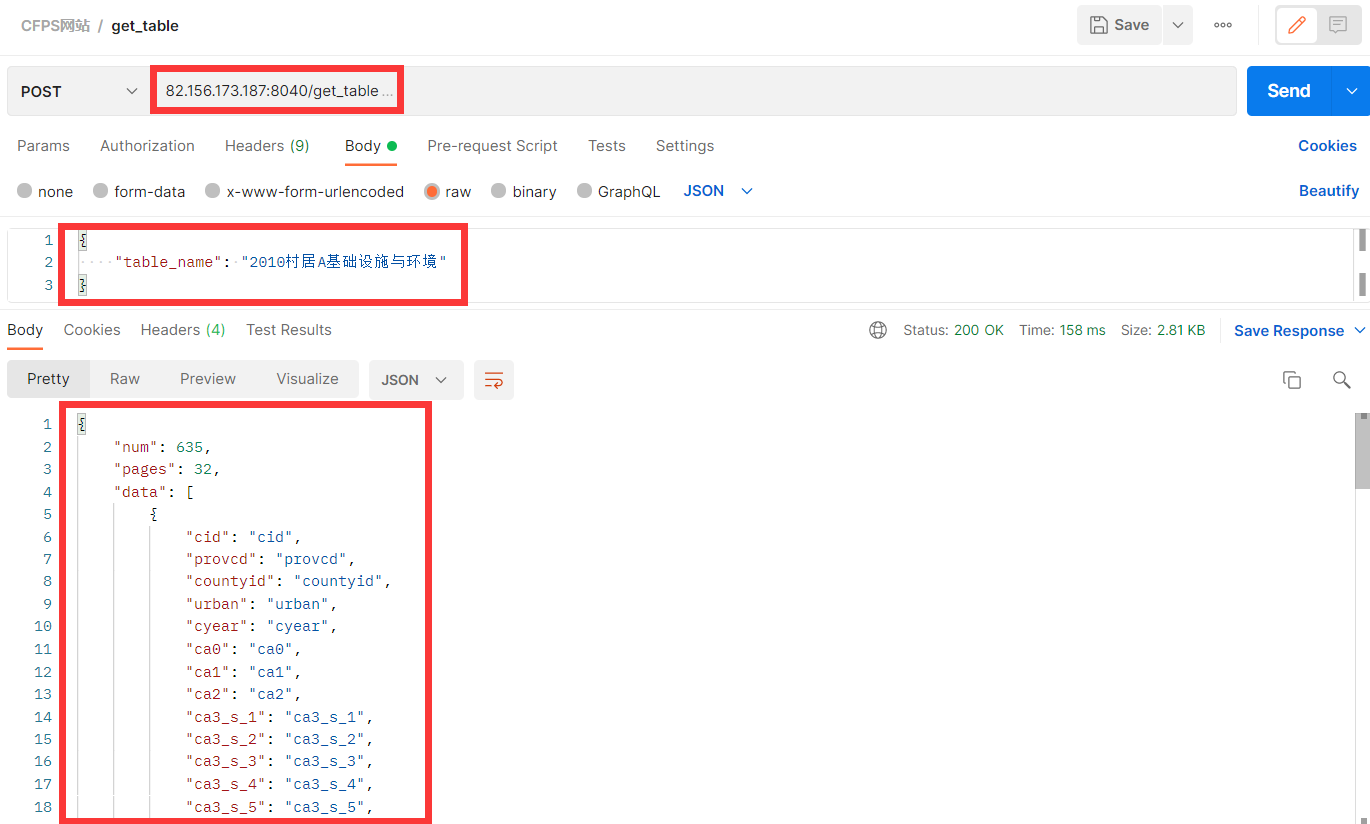 CFPS网站 / get_table Save
POST 82.156.173.187:8040/get_table ... Send
Params Authorization Headers (9) Body Pre-request Script Tests Settings Cookies
none form-data x-www-form-urlencoded raw binary GraphQL JSON Beautify
1 {
2 "table_name": "2010村居A基础设施与环境"
3 }
Body Cookies Headers (4) Test Results Status: 200 OK Time: 158 ms Size: 2.81 KB Save Response
Pretty Raw Preview Visualize JSON
1 {
2 "num": 635,
3 "pages": 32,
4 "data": [
5 {
6 "cid": "cid",
7 "provcd": "provcd",
8 "countyid": "countyid",
9 "urban": "urban",
10 "cyear": "cyear",
11 "ca0": "ca0",
12 "ca1": "ca1",
13 "ca2": "ca2",
14 "ca3_s_1": "ca3_s_1",
15 "ca3_s_2": "ca3_s_2",
16 "ca3_s_3": "ca3_s_3",
17 "ca3_s_4": "ca3_s_4",
18 "ca3_s_5": "ca3_s_5",